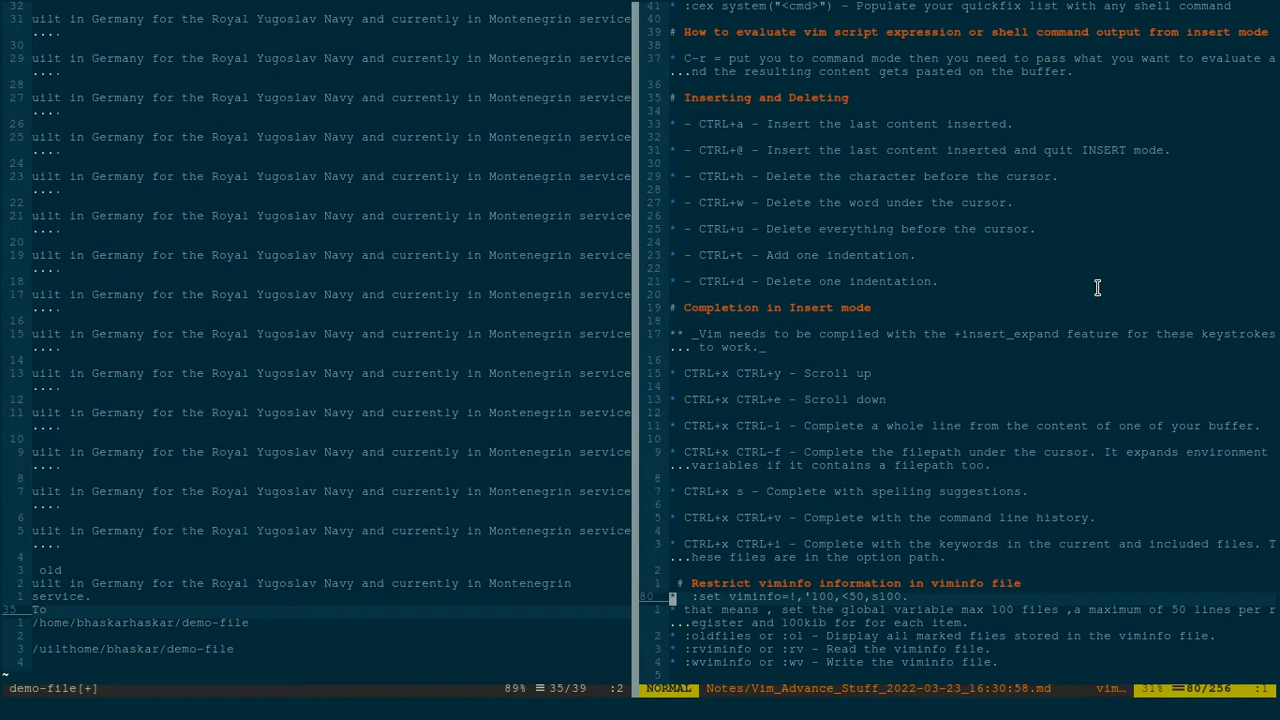 32
31 uilt in Germany for the Royal Yugoslav Navy and currently in Montenegrin service
....
30
29 uilt in Germany for the Royal Yugoslav Navy and currently in Montenegrin service
....
28
27 uilt in Germany for the Royal Yugoslav Navy and currently in Montenegrin service
....
26
25 uilt in Germany for the Royal Yugoslav Navy and currently in Montenegrin service
....
24
23 uilt in Germany for the Royal Yugoslav Navy and currently in Montenegrin service
....
22
21 uilt in Germany for the Royal Yugoslav Navy and currently in Montenegrin service
....
20
19 uilt in Germany for the Royal Yugoslav Navy and currently in Montenegrin service
....
18
17 uilt in Germany for the Royal Yugoslav Navy and currently in Montenegrin service
....
16
15 uilt in Germany for the Royal Yugoslav Navy and currently in Montenegrin service
....
14
13 uilt in Germany for the Royal Yugoslav Navy and currently in Montenegrin service
....
12
11 uilt in Germany for the Royal Yugoslav Navy and currently in Montenegrin service
....
10
9 uilt in Germany for the Royal Yugoslav Navy and currently in Montenegrin service
....
8
7 uilt in Germany for the Royal Yugoslav Navy and currently in Montenegrin service
....
6
5 uilt in Germany for the Royal Yugoslav Navy and currently in Montenegrin service
....
4
3  old
2 uilt in Germany for the Royal Yugoslav Navy and currently in Montenegrin
1 service.
35 To
1 /home/bhaskarhaskar/demo-file
2
3 /uilthome/bhaskar/demo-file
4
~
demo-file[+] 89% ☰ 35/39 :2
41 * :cex system("<cmd>") - Populate your quickfix list with any shell command
40
39 # How to evaluate vim script expression or shell command output from insert mode
38
37 * C-r = put you to command mode then you need to pass what you want to evaluate a
...nd the resulting content gets pasted on the buffer.
36
35 # Inserting and Deleting
34
33 * - CTRL+a - Insert the last content inserted.
32
31 * - CTRL+@ - Insert the last content inserted and quit INSERT mode.
30
29 * - CTRL+h - Delete the character before the cursor.
28
27 * - CTRL+w - Delete the word under the cursor.
26
25 * - CTRL+u - Delete everything before the cursor.
24
23 * - CTRL+t - Add one indentation.
22
21 * - CTRL+d - Delete one indentation.
20
19 # Completion in Insert mode
18
17 ** _Vim needs to be compiled with the +insert_expand feature for these keystrokes
... to work._
16
15 * CTRL+x CTRL+y - Scroll up
14
13 * CTRL+x CTRL+e - Scroll down
12
11 * CTRL+x CTRL-l - Complete a whole line from the content of one of your buffer.
10
9 * CTRL+x CTRL-f - Complete the filepath under the cursor. It expands environment
...variables if it contains a filepath too.
8
7 * CTRL+x s - Complete with spelling suggestions.
6
5 * CTRL+x CTRL+v - Complete with the command line history.
4
3 * CTRL+x CTRL+i - Complete with the keywords in the current and included files. T
...hese files are in the option path.
2
1  # Restrict viminfo information in viminfo file
80 *  :set viminfo=!,'100,<50,s100.
1 * that means , set the global variable max 100 files ,a maximum of 50 lines per r
...egister and 100kib for for each item.
2 * :oldfiles or :ol - Display all marked files stored in the viminfo file.
3 * :rviminfo or :rv - Read the viminfo file.
4 * :wviminfo or :wv - Write the viminfo file.
5
NORMAL Notes/Vim_Advance_Stuff_2022-03-23_16:30:58.md vim… 31% ☰ 80/256 :1